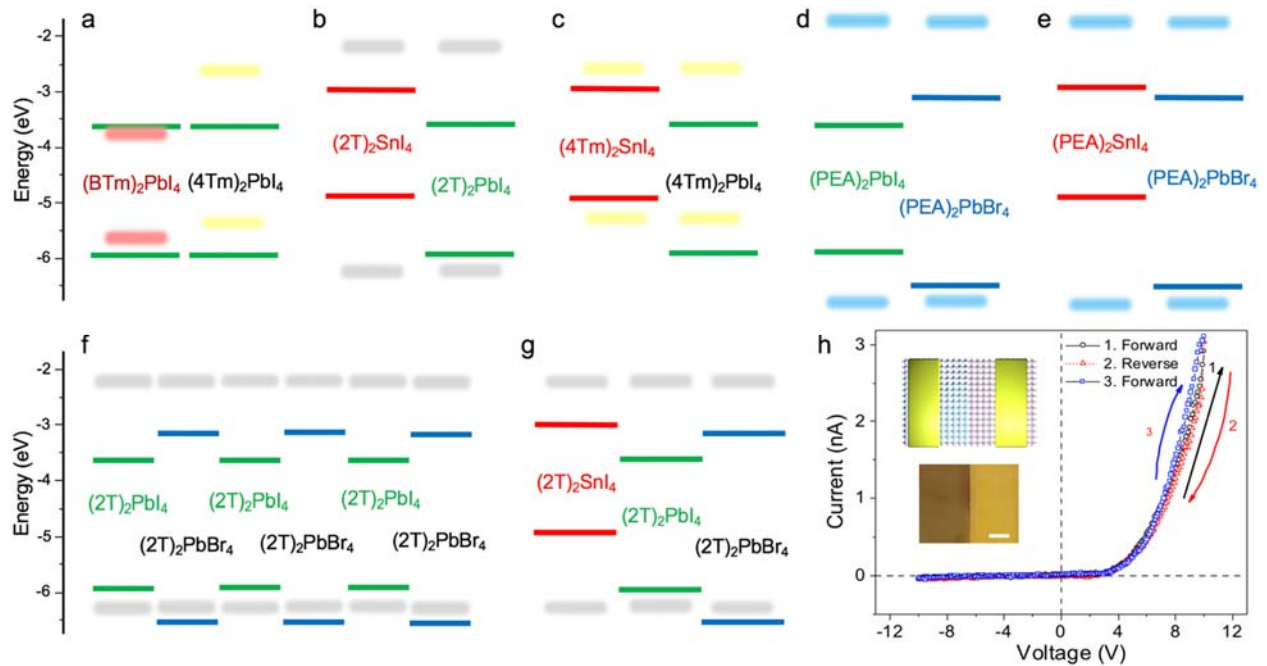 a
b
c
d
e
Energy (eV)
-2
-3
-4
-5
-6
(BTm)₂PbI₄
(4Tm)₂PbI₄
(2T)₂SnI₄
(2T)₂PbI₄
(4Tm)₂SnI₄
(4Tm)₂PbI₄
(PEA)₂PbI₄
(PEA)₂PbBr₄
(PEA)₂SnI₄
(PEA)₂PbBr₄
f
g
h
Energy (eV)
-2
-3
-4
-5
-6
(2T)₂PbI₄
(2T)₂PbI₄
(2T)₂PbI₄
(2T)₂PbBr₄
(2T)₂PbBr₄
(2T)₂PbBr₄
(2T)₂SnI₄
(2T)₂PbI₄
(2T)₂PbBr₄
Current (nA)
3
2
1
0
1. Forward
2. Reverse
3. Forward
1
2
3
-12
-8
-4
0
4
8
12
Voltage (V)